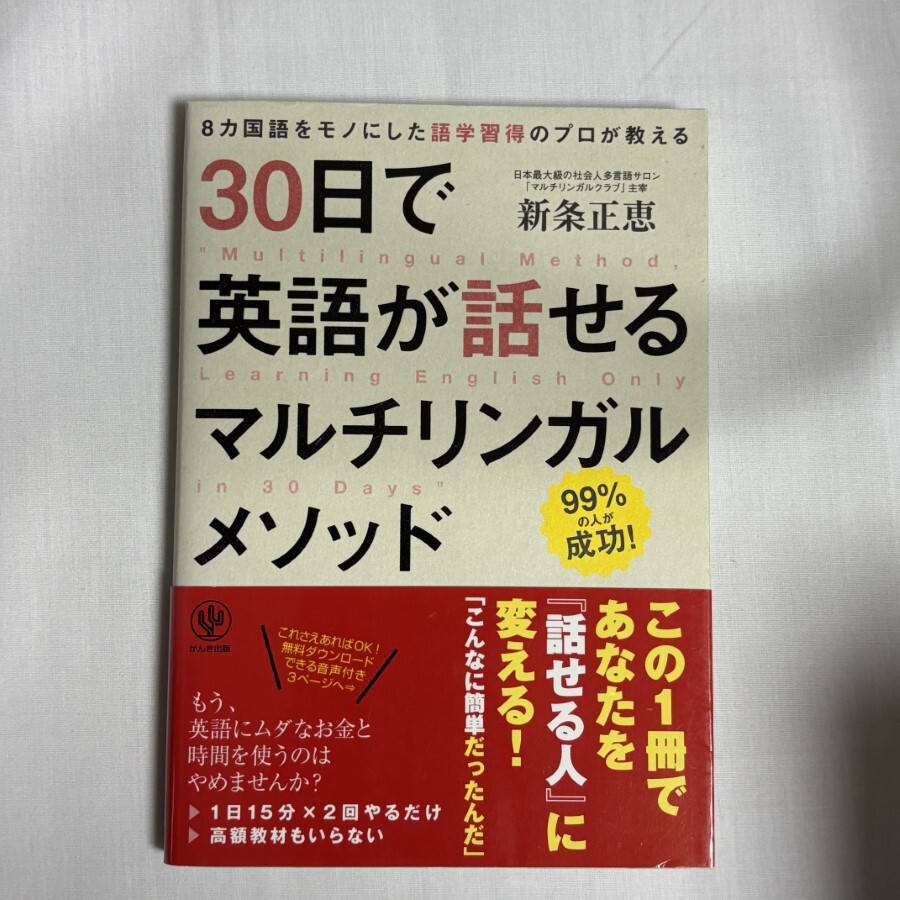 8カ国語をモノにした語学習得のプロが教える
30日で
日本最大級の社会人多言語サロン
「マルチリンガルクラブ」主宰
新条正恵
"Multilingual Method,
英語が話せる
Learning English Only
マルチリンガル
in 30 Days"
メソッド
99%
の人が
成功!
この1冊で
あなたを
『話せる人』に
変える!
「こんなに簡単だったんだ」
かんき出版
これさえあればOK!
無料ダウンロード
できる音声付き
3ページへ⇒
もう、
英語にムダなお金と
時間を使うのは
やめませんか?
▶1日15分×2回やるだけ
▶高額教材もいらない